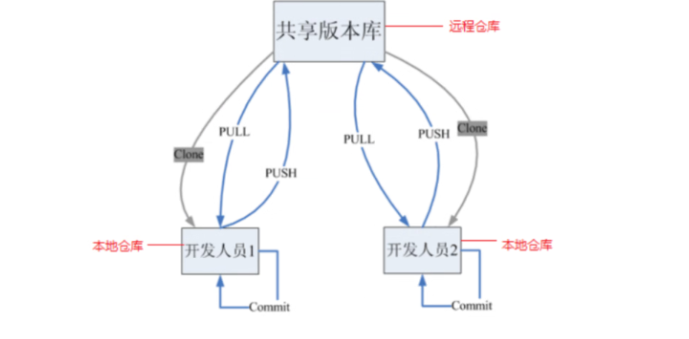 共享版本库
远程仓库
PULL
PUSH
Clone
PULL
PUSH
Clone
本地仓库
开发人员1
开发人员2
本地仓库
Commit
Commit